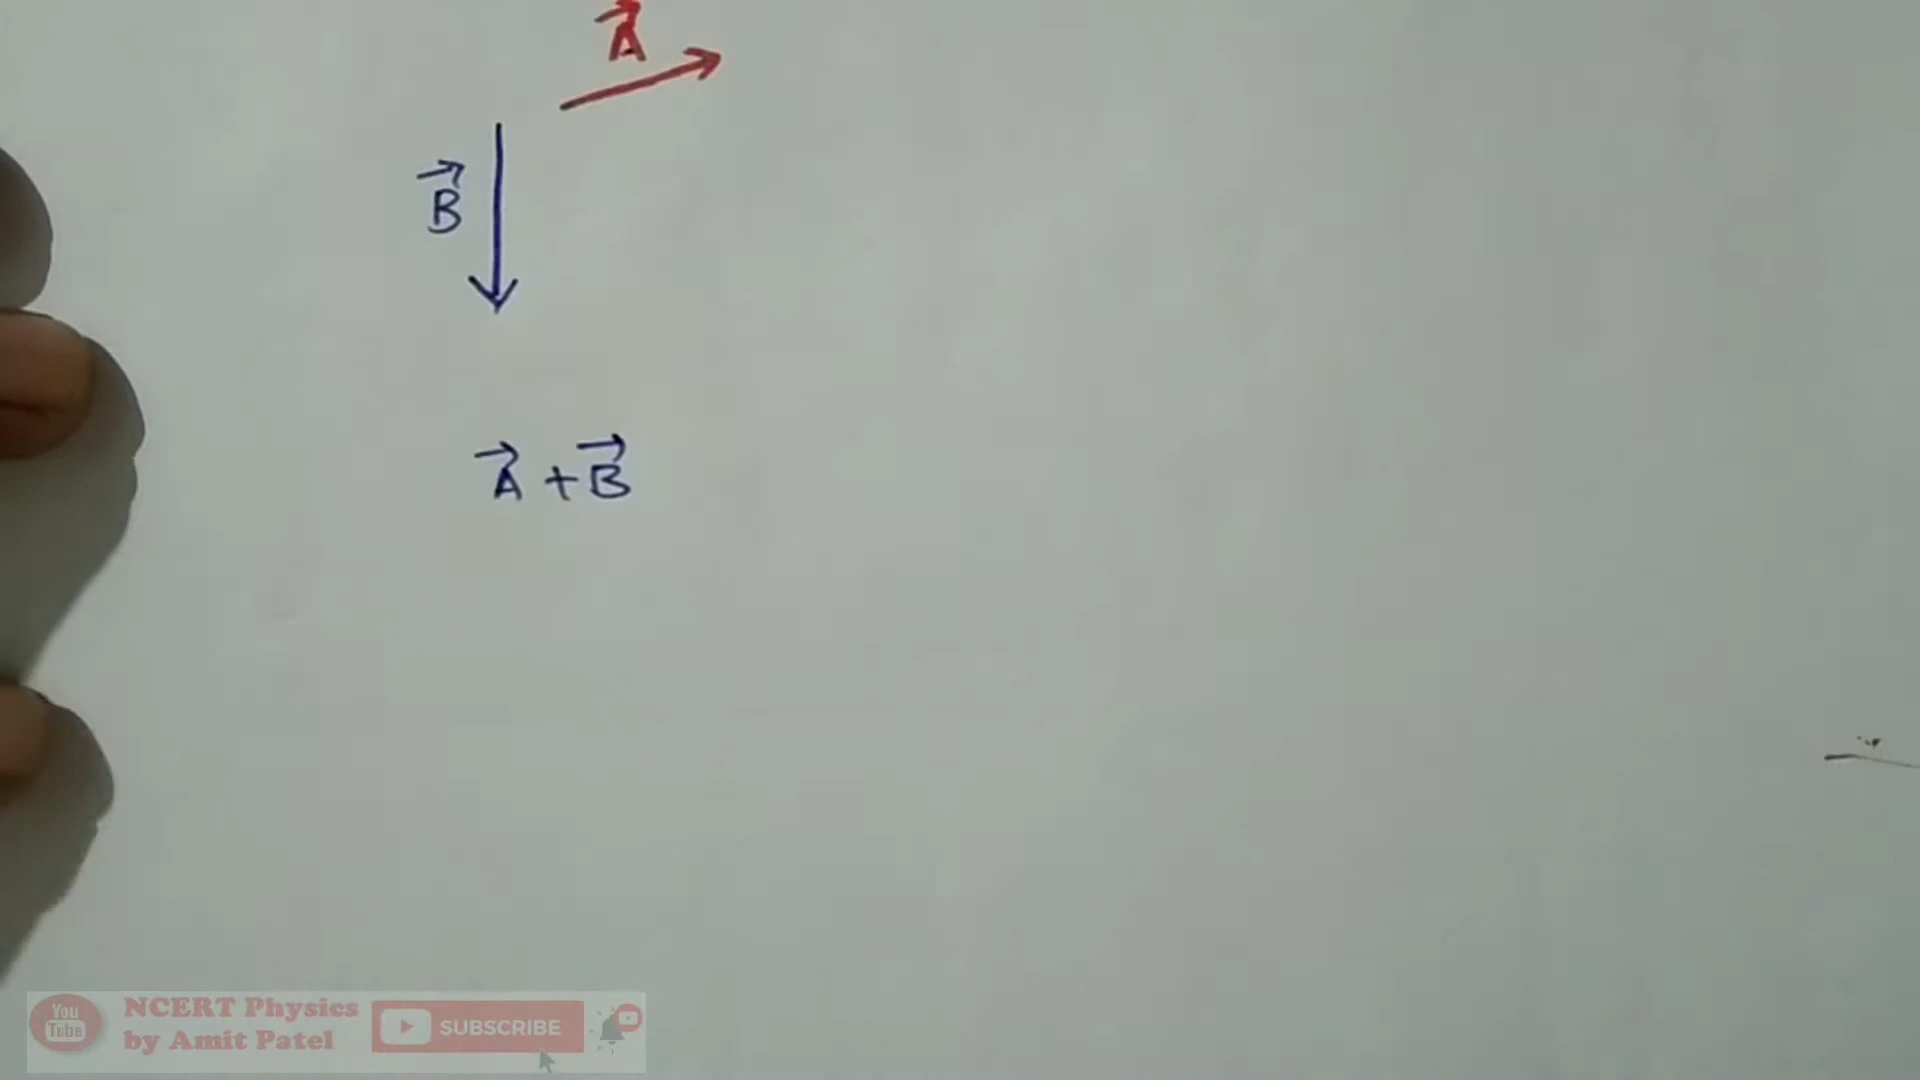 A⃗
B⃗
A⃗ + B⃗
You
Tube
NCERT Physics
by Amit Patel
SUBSCRIBE